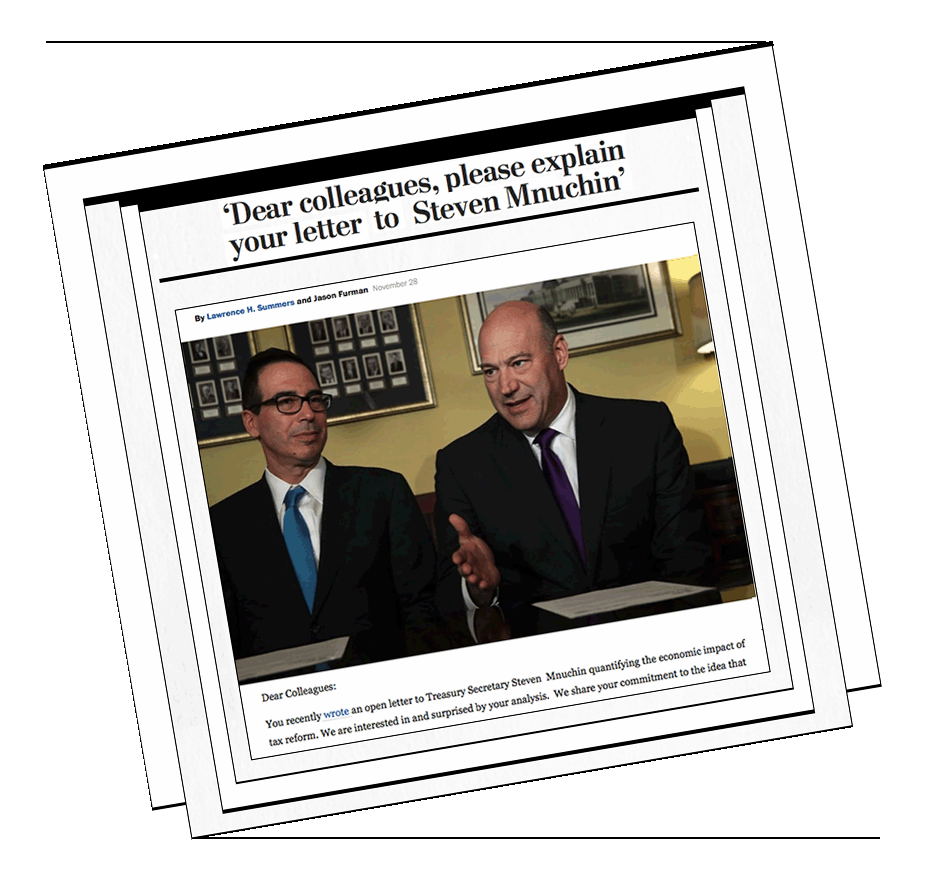 ‘Dear colleagues, please explain
your letter to Steven Mnuchin’
By Lawrence H. Summers and Jason Furman November 28
Dear Colleagues:
You recently wrote an open letter to Treasury Secretary Steven Mnuchin quantifying the economic impact of
tax reform. We are interested in and surprised by your analysis. We share your commitment to the idea that